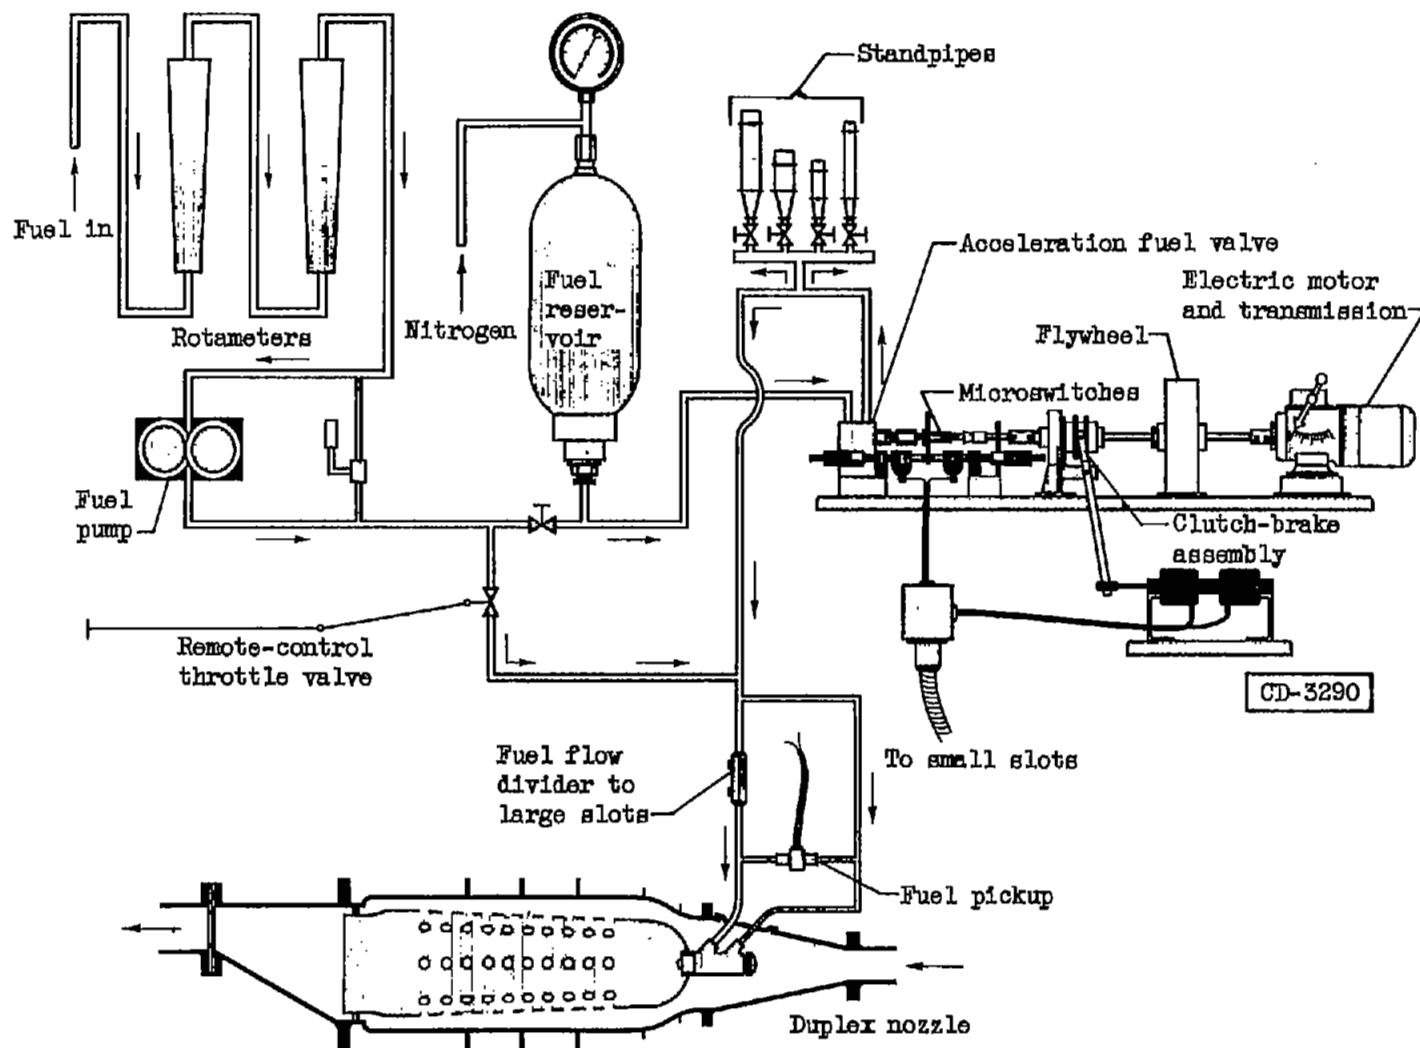 Standpipes
Fuel in
Rotameters
Nitrogen
Fuel
reser-
voir
Acceleration fuel valve
Electric motor
and transmission
Flywheel
Microswitches
Fuel
pump
Clutch-brake
assembly
Remote-control
throttle valve
CD-3290
Fuel flow
divider to
large slots
To small slots
Fuel pickup
Duplex nozzle